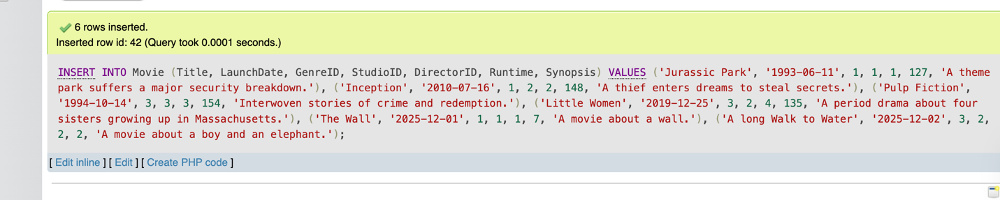 6 rows inserted.
Inserted row id: 42 (Query took 0.0001 seconds.)
INSERT INTO Movie (Title, LaunchDate, GenreID, StudioID, DirectorID, Runtime, Synopsis) VALUES ('Jurassic Park', '1993-06-11', 1, 1, 1, 127, 'A theme
park suffers a major security breakdown.'), ('Inception', '2010-07-16', 1, 2, 2, 148, 'A thief enters dreams to steal secrets.'), ('Pulp Fiction',
'1994-10-14', 3, 3, 3, 154, 'Interwoven stories of crime and redemption.'), ('Little Women', '2019-12-25', 3, 2, 4, 135, 'A period drama about four
sisters growing up in Massachusetts.'), ('The Wall', '2025-12-01', 1, 1, 1, 7, 'A movie about a wall.'), ('A long Walk to Water', '2025-12-02', 3, 2,
2, 2, 'A movie about a boy and an elephant.');
[ Edit inline ] [ Edit ] [ Create PHP code ]